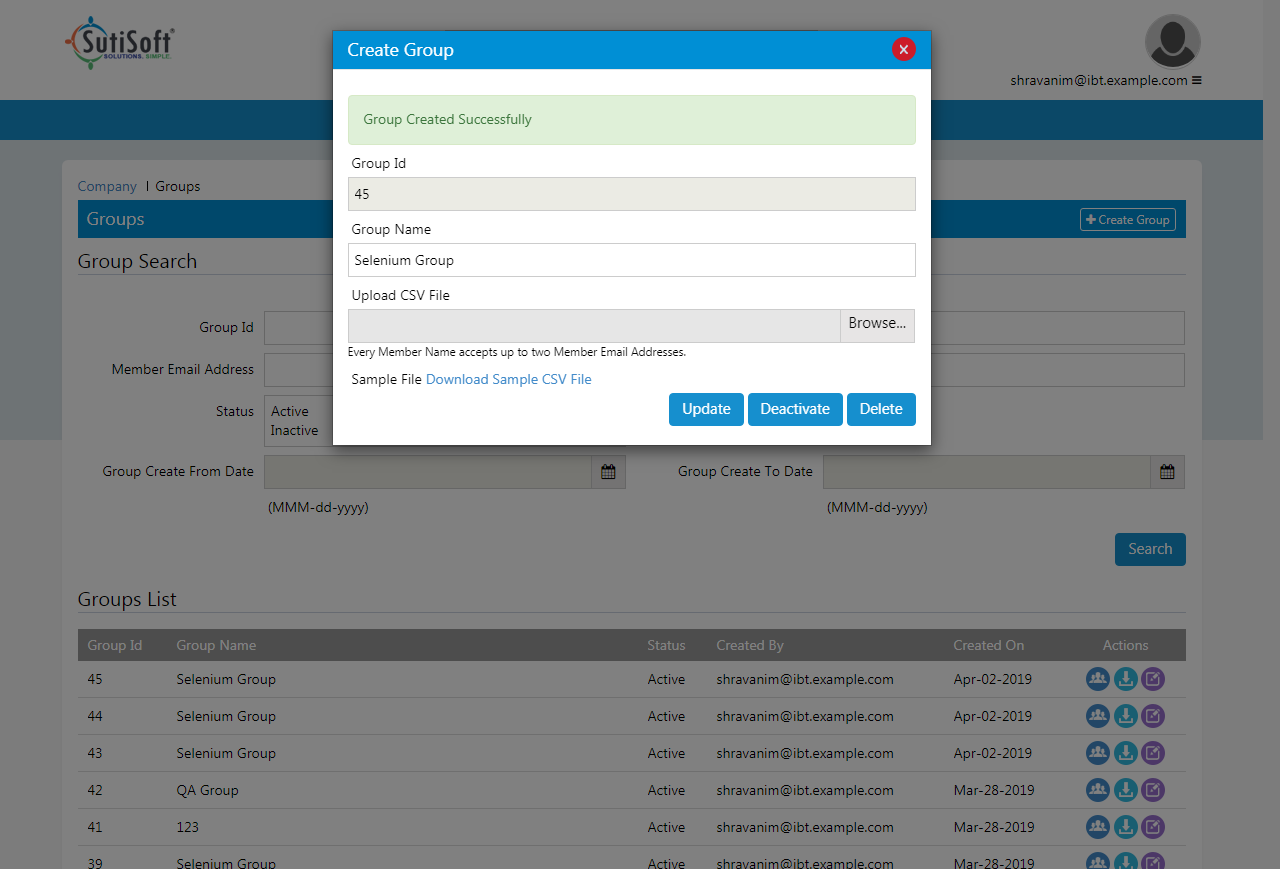 SutiSoft
SOLUTIONS. SIMPLE.
shravanim@ibt.example.com
Create Group
Group Created Successfully
Group Id
45
Group Name
Selenium Group
Upload CSV File
Browse...
Every Member Name accepts up to two Member Email Addresses.
Sample File Download Sample CSV File
Update Deactivate Delete
Company I Groups
Groups
Create Group
Group Search
Group Id
Member Email Address
Status
Active
Inactive
Group Create From Date
Group Create To Date
(MMM-dd-yyyy)
(MMM-dd-yyyy)
Search
Groups List
Group Id Group Name Status Created By Created On Actions
45 Selenium Group Active shravanim@ibt.example.com Apr-02-2019
44 Selenium Group Active shravanim@ibt.example.com Apr-02-2019
43 Selenium Group Active shravanim@ibt.example.com Apr-02-2019
42 QA Group Active shravanim@ibt.example.com Mar-28-2019
41 123 Active shravanim@ibt.example.com Mar-28-2019
39 Selenium Group Active shravanim@ibt.example.com Mar-28-2019